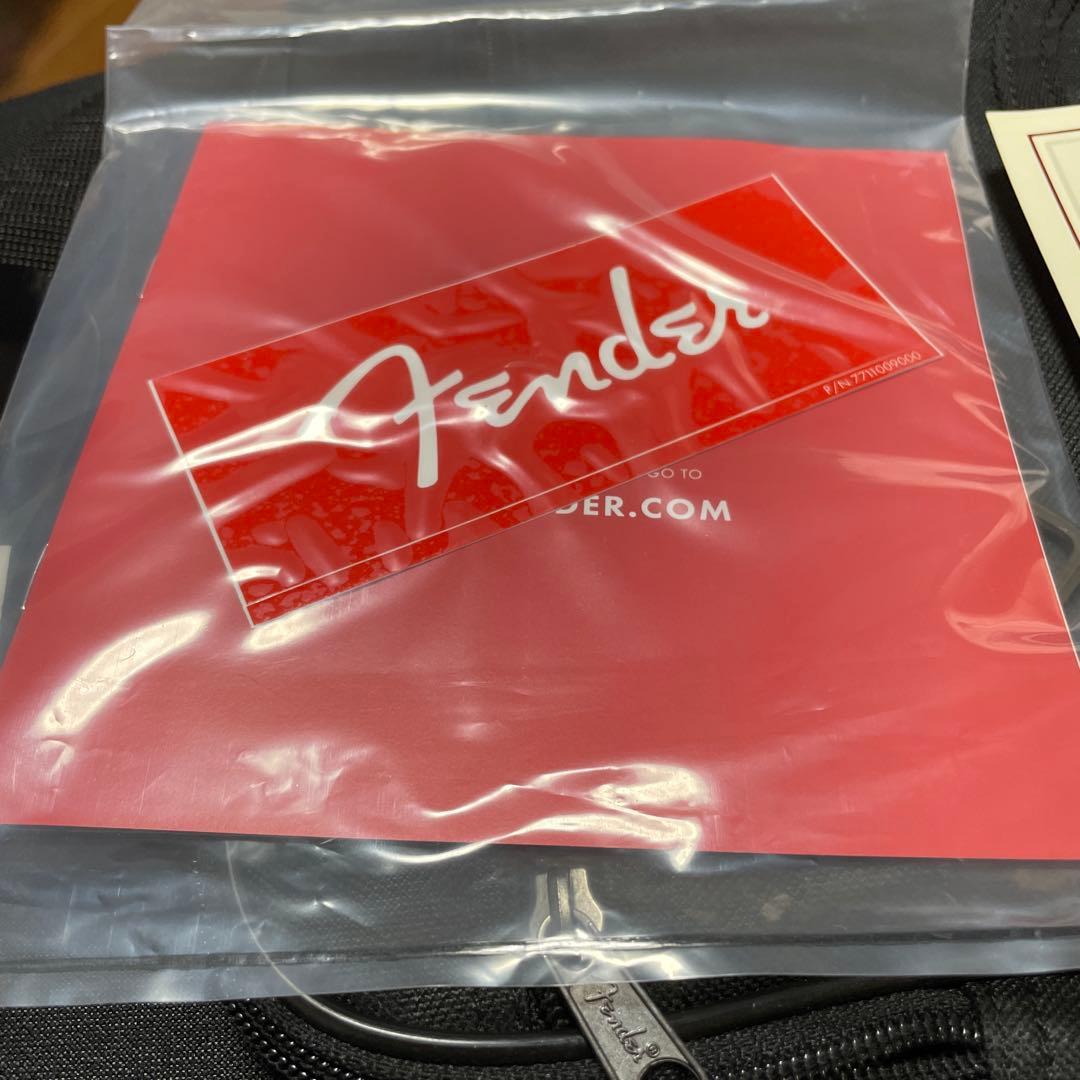 Fender
P/N 7711009000
GO TO
DER.COM
Fender®